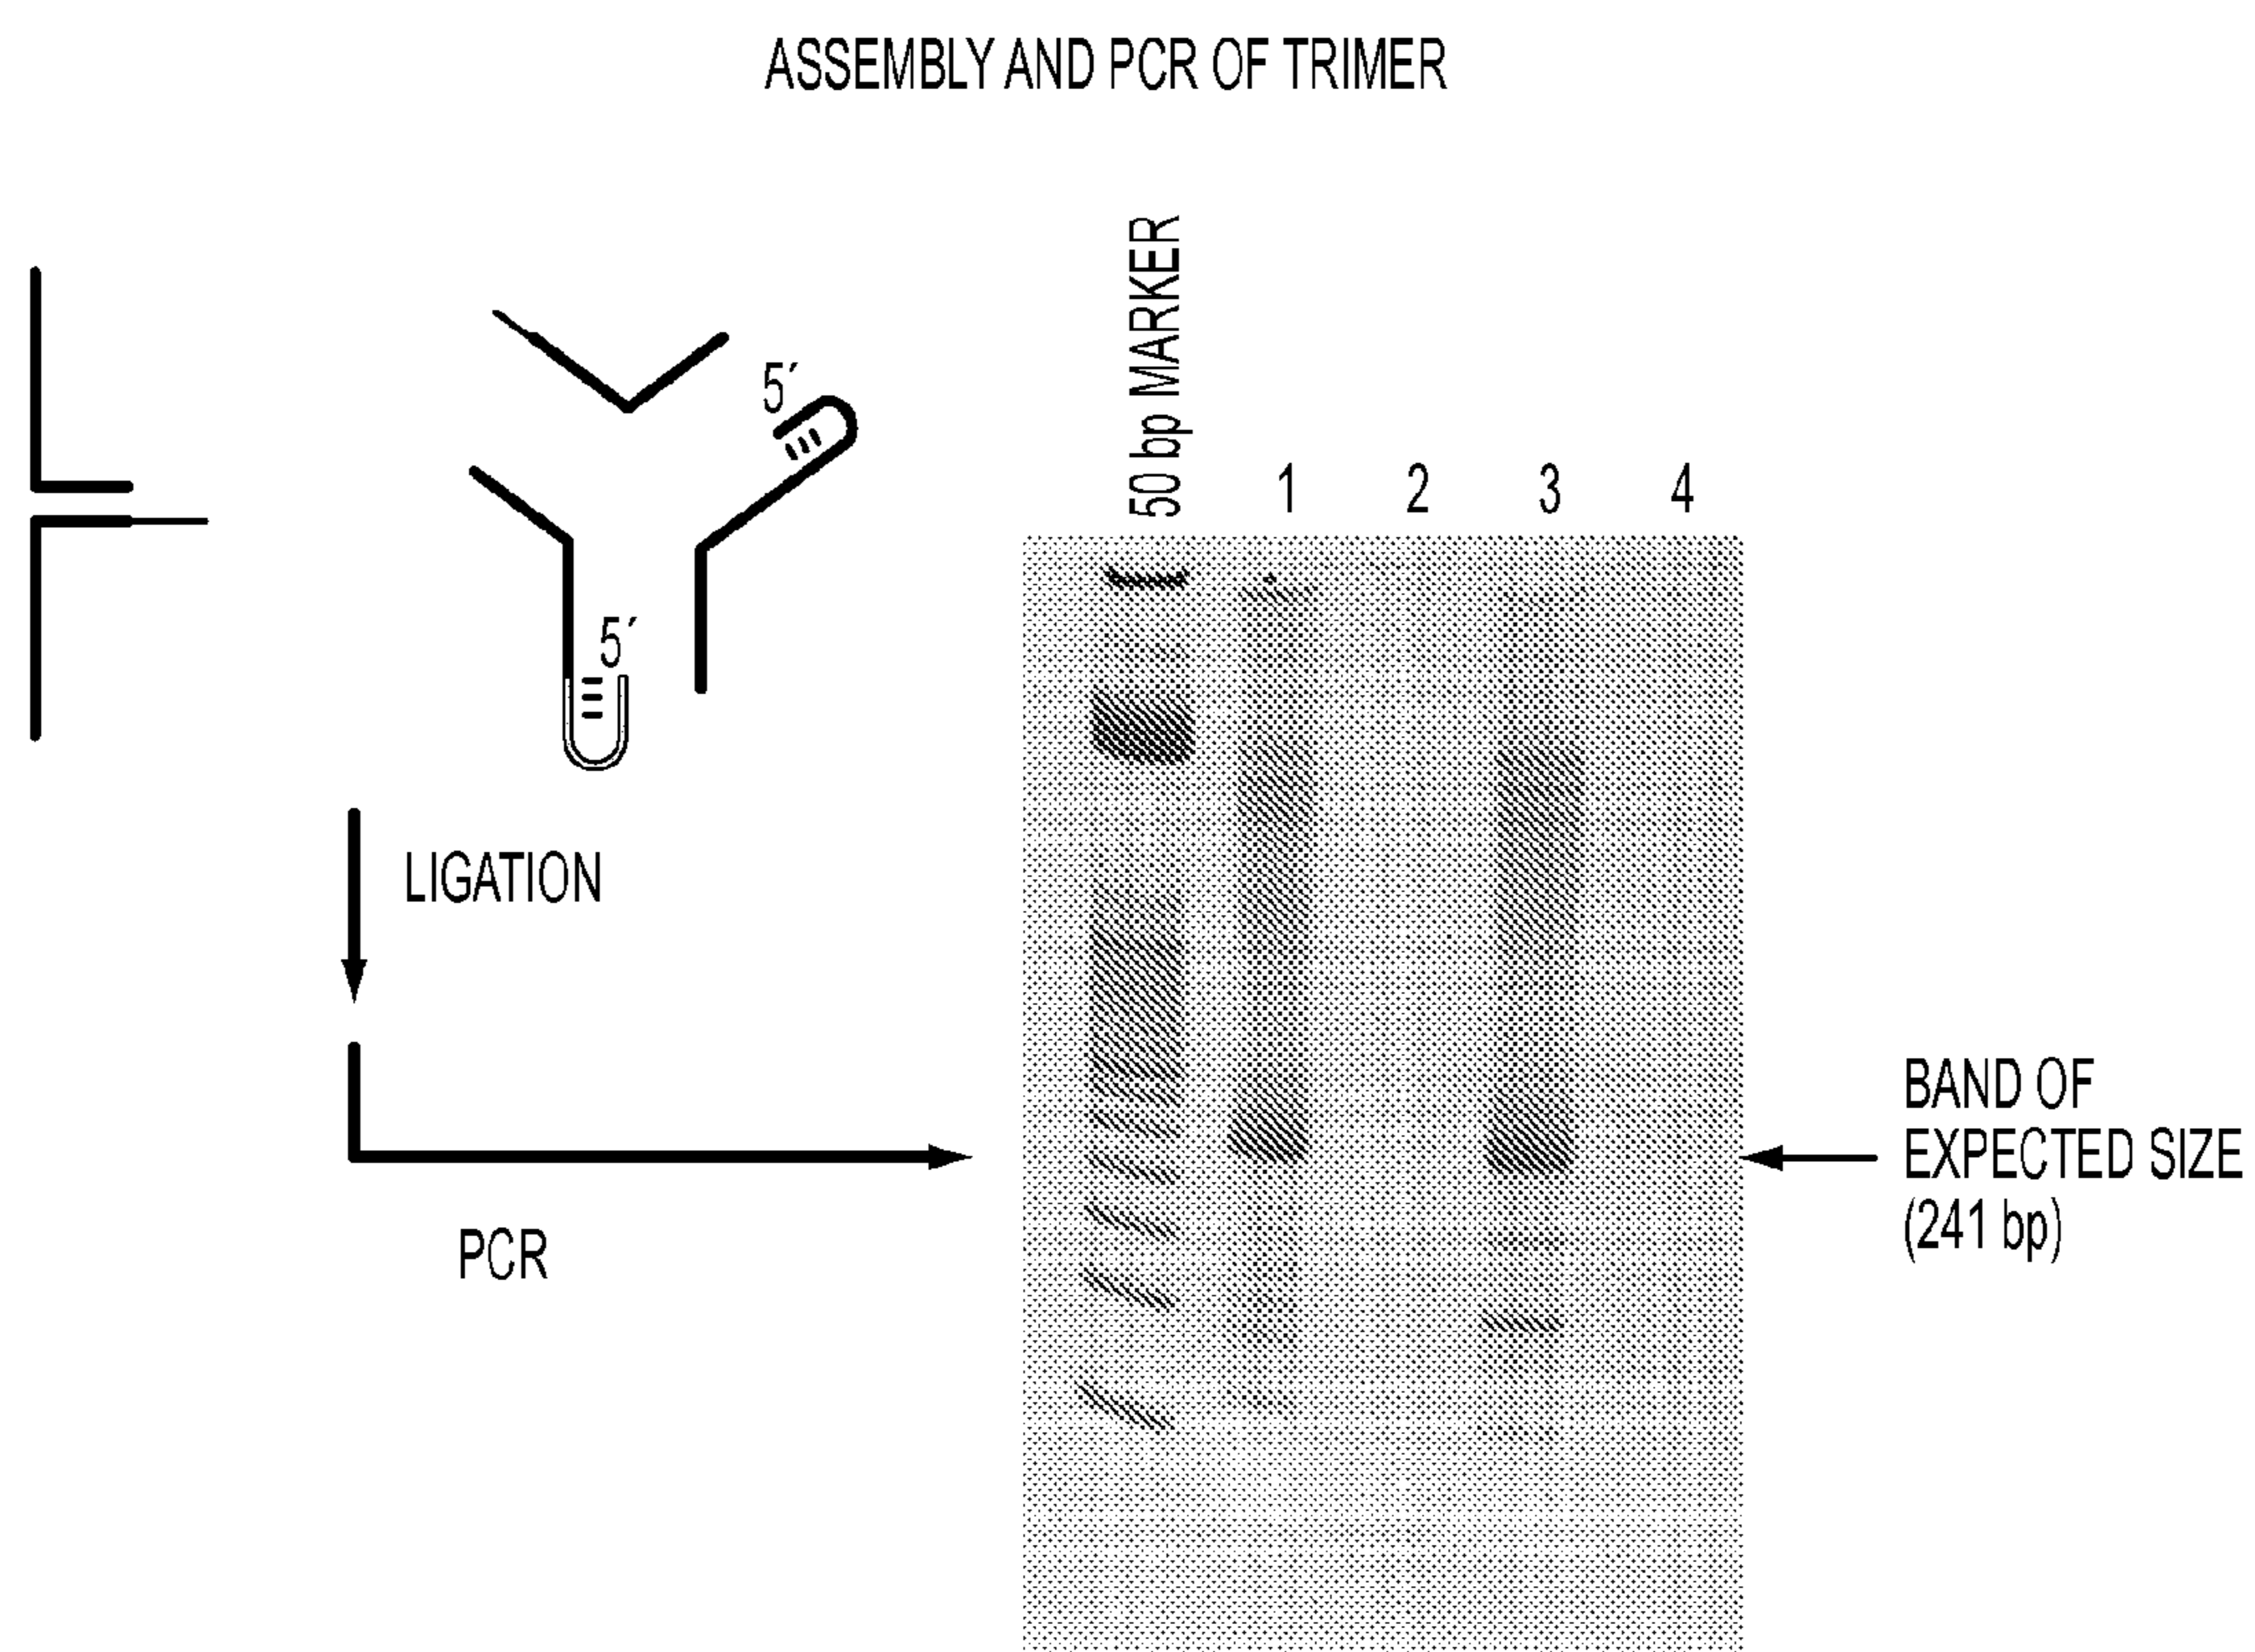 ASSEMBLY AND PCR OF TRIMER
5´
5´
LIGATION
PCR
50 bp MARKER
1 2 3 4
BAND OF
EXPECTED SIZE
(241 bp)